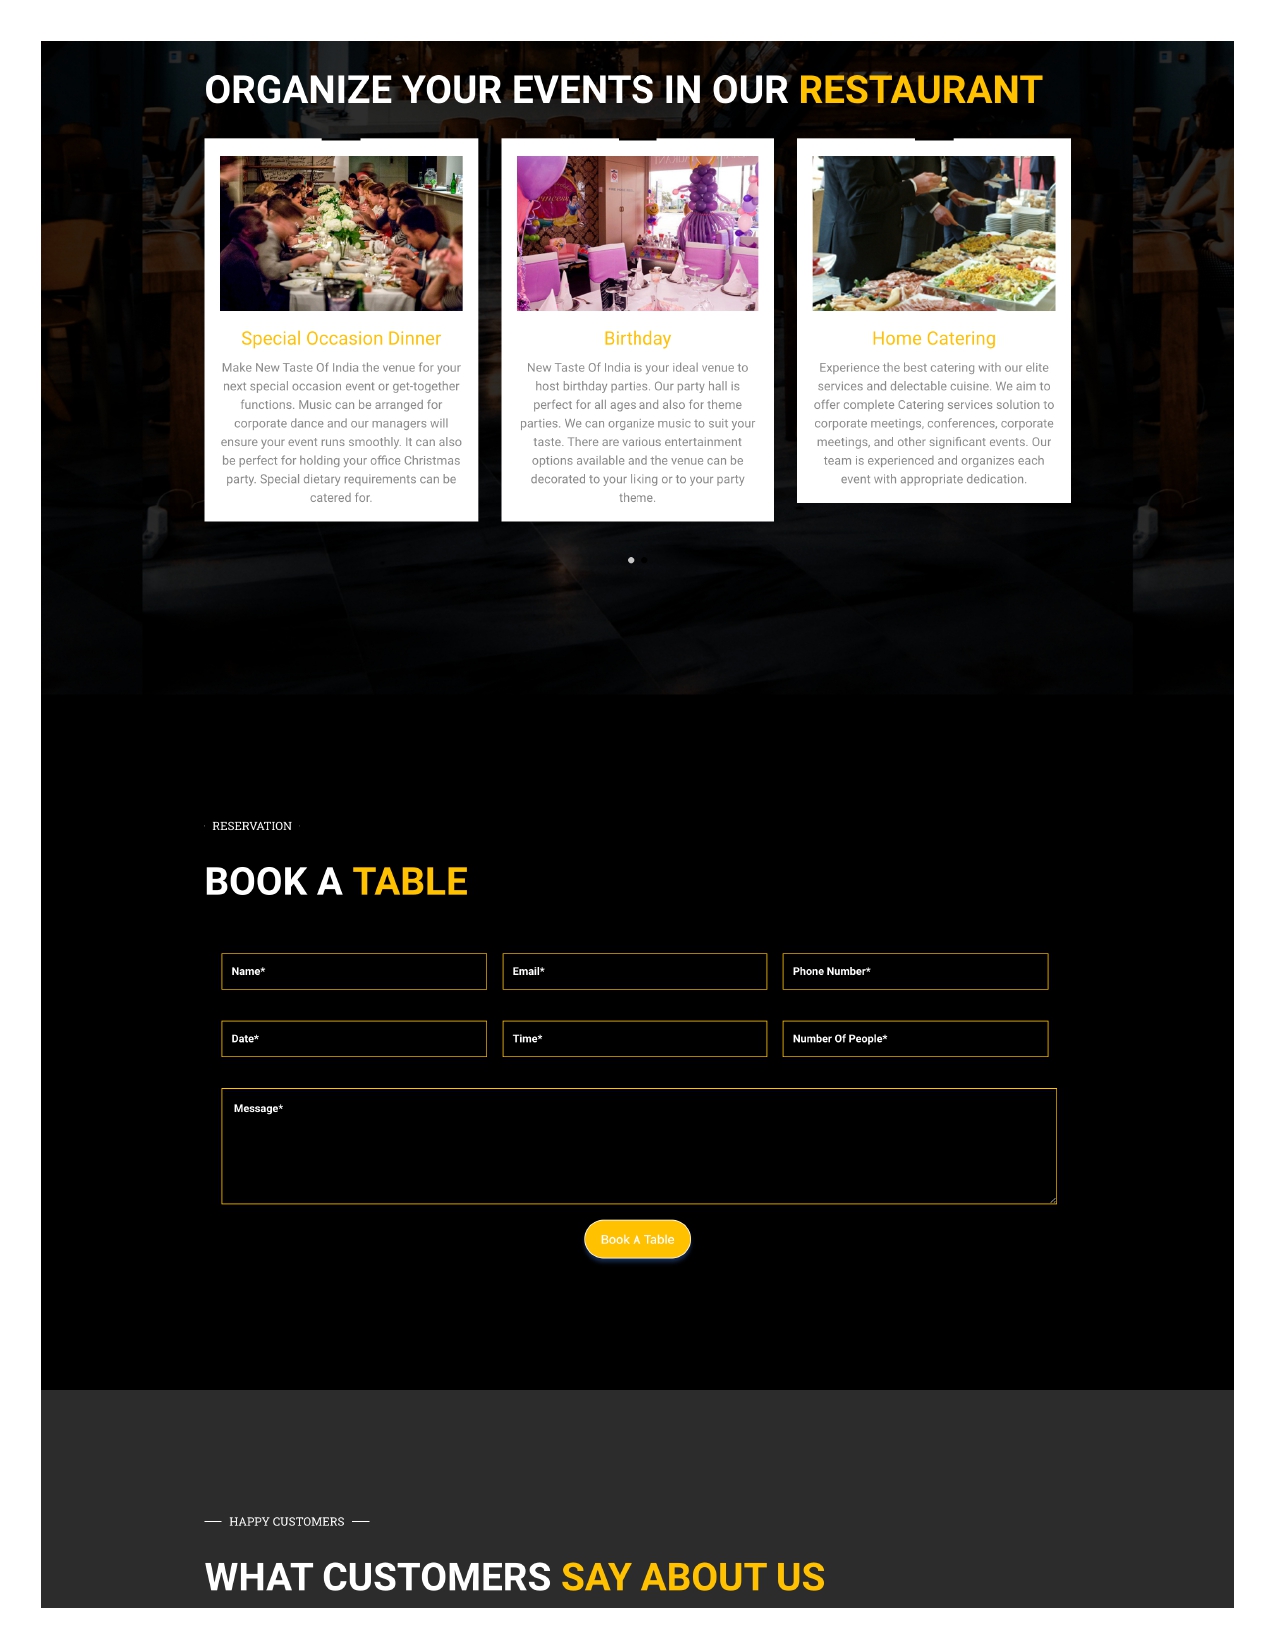 ORGANIZE YOUR EVENTS IN OUR RESTAURANT
Special Occasion Dinner
Make New Taste Of India the venue for your
next special occasion event or get-together
functions. Music can be arranged for
corporate dance and our managers will
ensure your event runs smoothly. It can also
be perfect for holding your office Christmas
party. Special dietary requirements can be
catered for.
Birthday
New Taste Of India is your ideal venue to
host birthday parties. Our party hall is
perfect for all ages and also for theme
parties. We can organize music to suit your
taste. There are various entertainment
options available and the venue can be
decorated to your liking or to your party
theme.
Home Catering
Experience the best catering with our elite
services and delectable cuisine. We aim to
offer complete Catering services solution to
corporate meetings, conferences, corporate
meetings, and other significant events. Our
team is experienced and organizes each
event with appropriate dedication.
RESERVATION
BOOK A TABLE
Name*
Email*
Phone Number*
Date*
Time*
Number Of People*
Message*
Book A Table
HAPPY CUSTOMERS
WHAT CUSTOMERS SAY ABOUT US